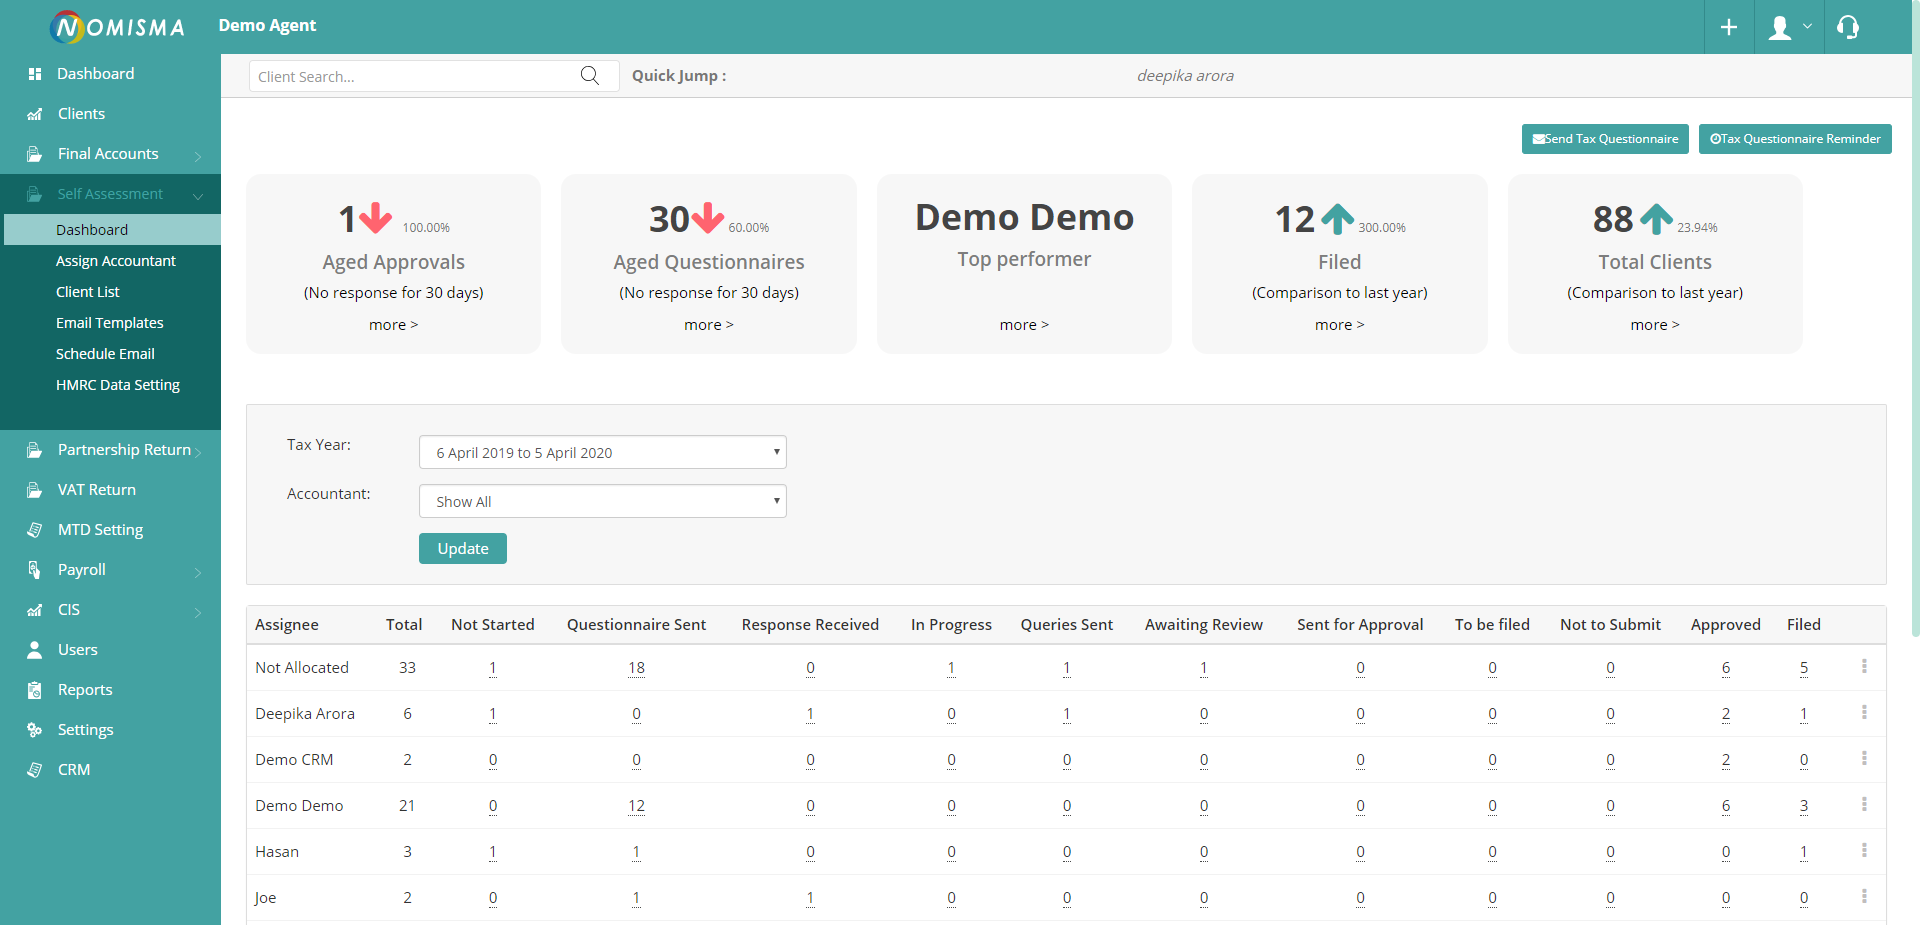 NOMISMA Demo Agent
Dashboard
Clients
Final Accounts
Self Assessment
Dashboard
Assign Accountant
Client List
Email Templates
Schedule Email
HMRC Data Setting
Partnership Return
VAT Return
MTD Setting
Payroll
CIS
Users
Reports
Settings
CRM
Client Search... Quick Jump : deepika arora
Send Tax Questionnaire Tax Questionnaire Reminder
1 100.00%
Aged Approvals
(No response for 30 days)
more >
30 60.00%
Aged Questionnaires
(No response for 30 days)
more >
Demo Demo
Top performer
more >
12 300.00%
Filed
(Comparison to last year)
more >
88 23.94%
Total Clients
(Comparison to last year)
more >
Tax Year: 6 April 2019 to 5 April 2020
Accountant: Show All
Update
Assignee Total Not Started Questionnaire Sent Response Received In Progress Queries Sent Awaiting Review Sent for Approval To be filed Not to Submit Approved Filed
Not Allocated 33 1 18 0 1 1 1 0 0 0 6 5
Deepika Arora 6 1 0 1 0 1 0 0 0 0 2 1
Demo CRM 2 0 0 0 0 0 0 0 0 0 2 0
Demo Demo 21 0 12 0 0 0 0 0 0 0 6 3
Hasan 3 1 1 0 0 0 0 0 0 0 0 1
Joe 2 0 1 1 0 0 0 0 0 0 0 0